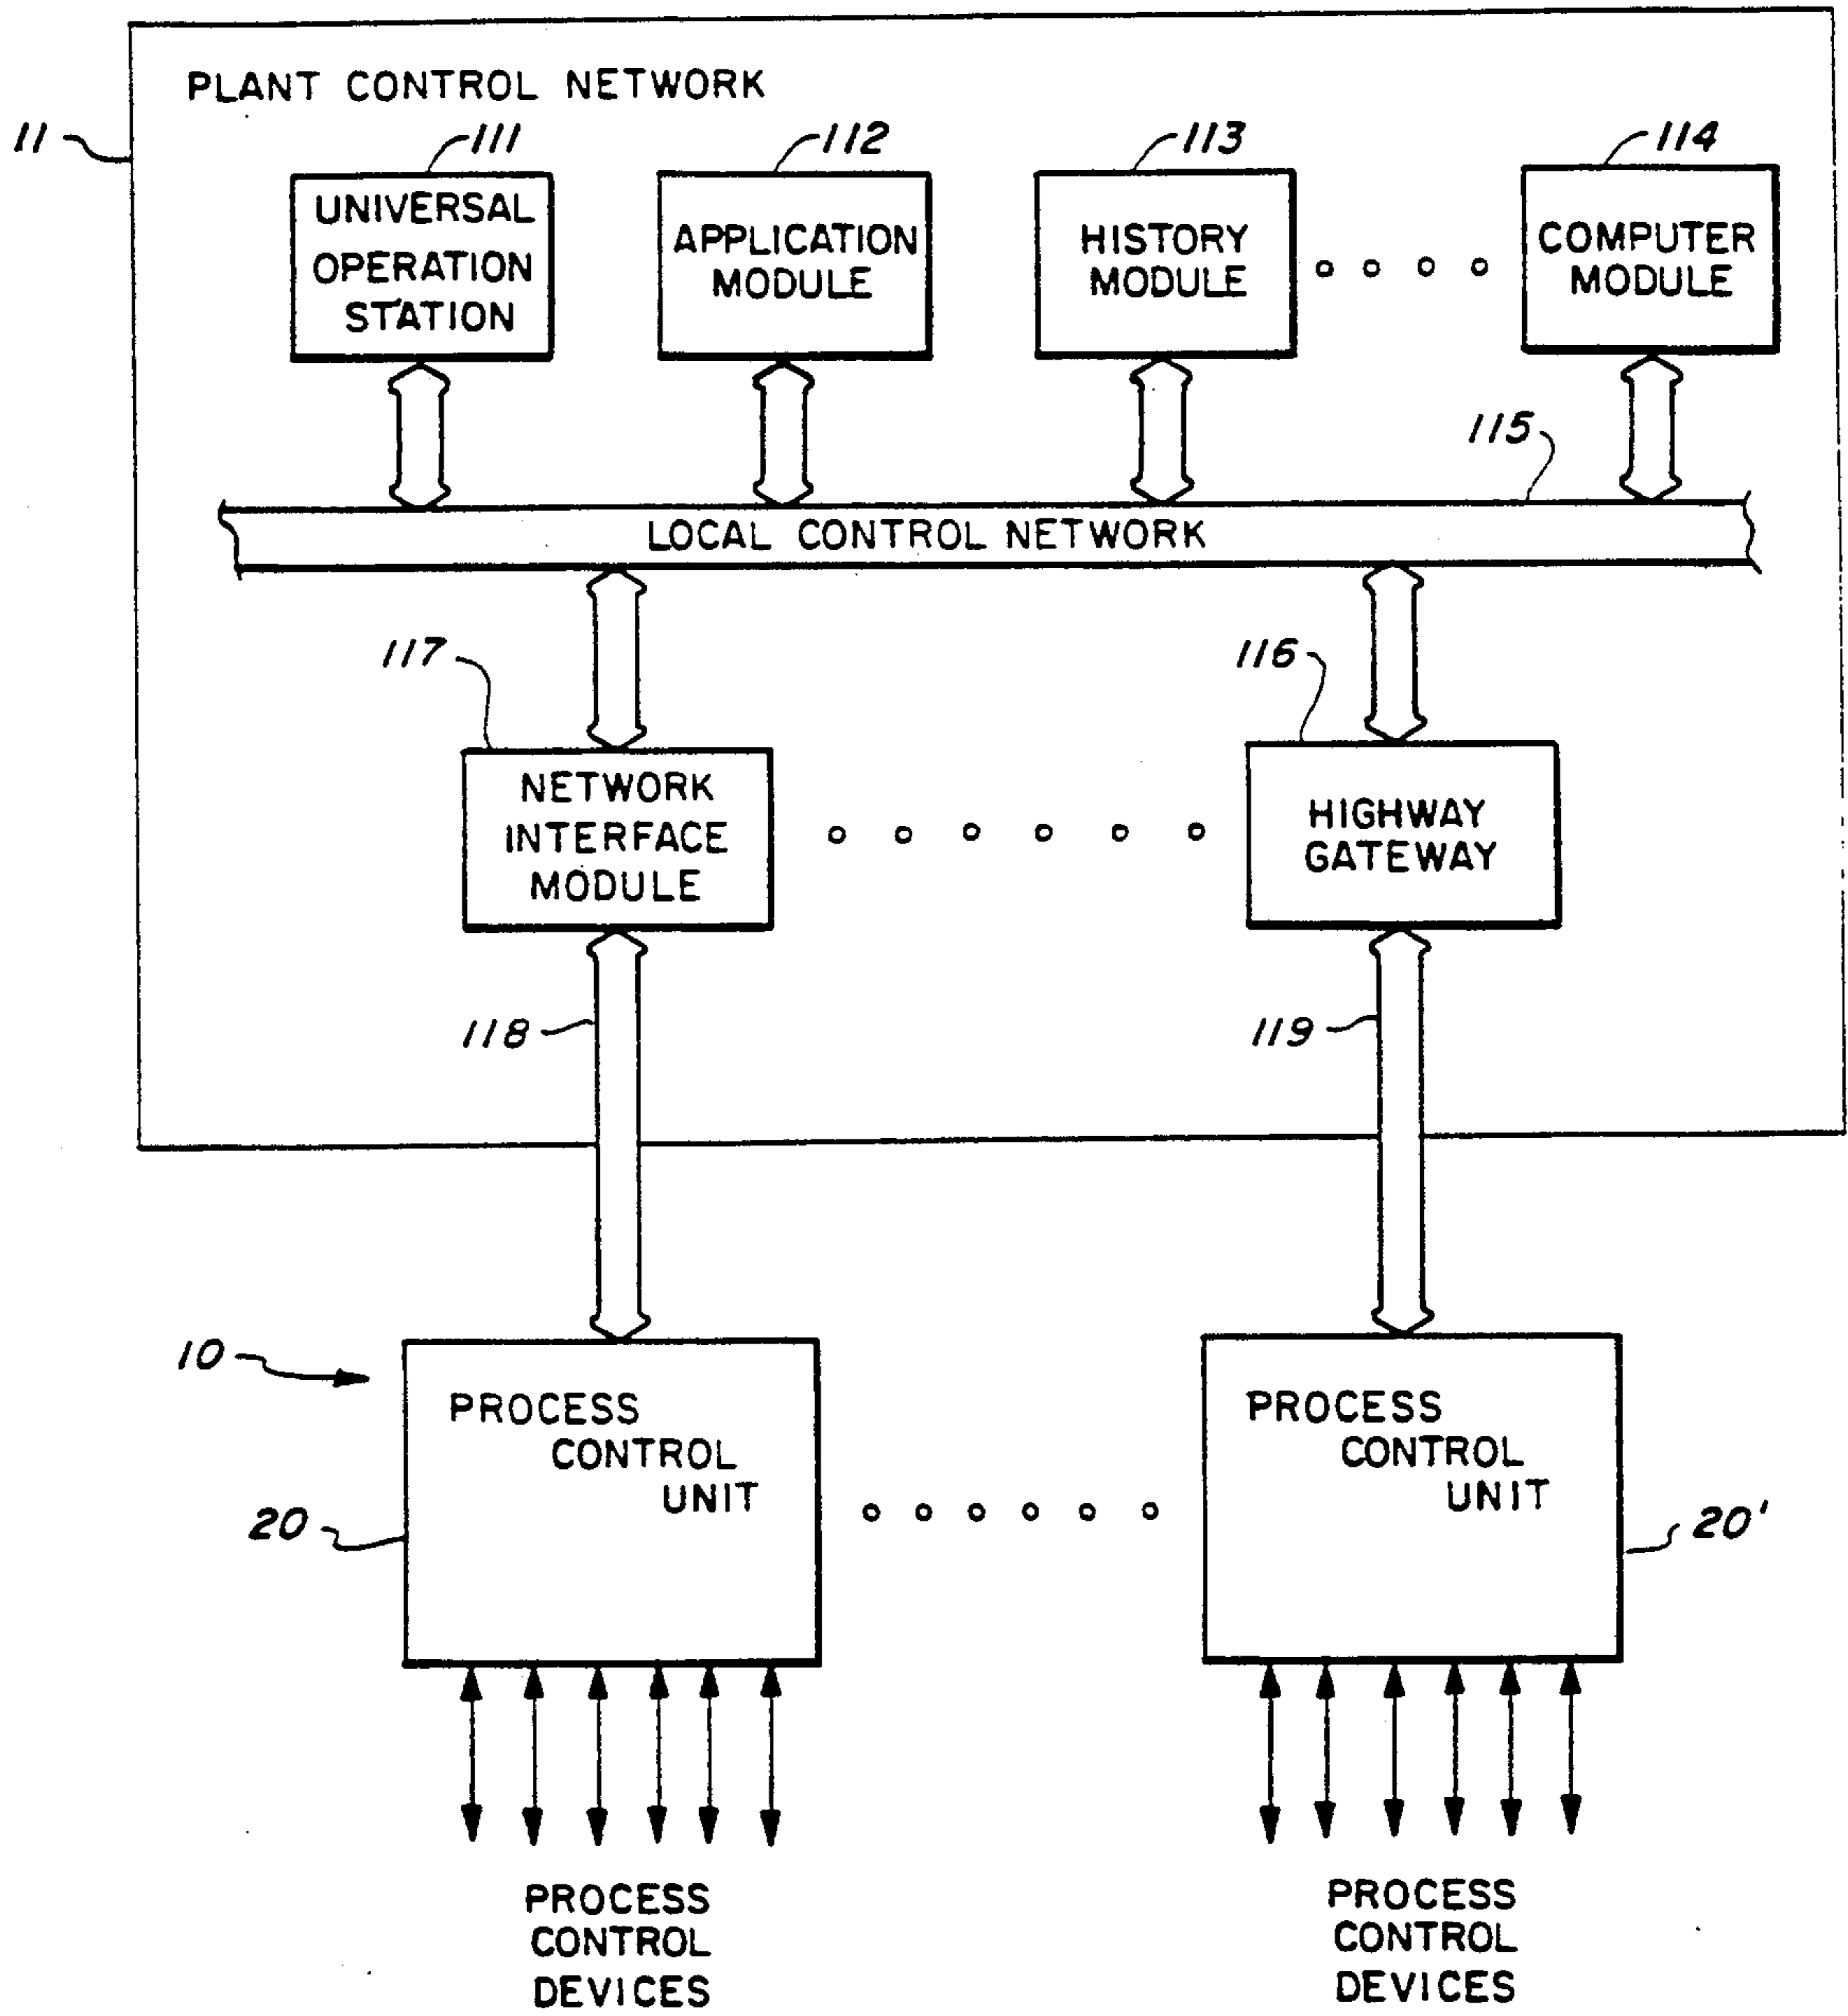 PLANT CONTROL NETWORK
11
111
112
113
114
UNIVERSAL
OPERATION
STATION
APPLICATION
MODULE
HISTORY
MODULE
COMPUTER
MODULE
115
LOCAL CONTROL NETWORK
117
116
NETWORK
INTERFACE
MODULE
HIGHWAY
GATEWAY
118
119
10
PROCESS
CONTROL
UNIT
20
PROCESS
CONTROL
UNIT
20'
PROCESS
CONTROL
DEVICES
PROCESS
CONTROL
DEVICES